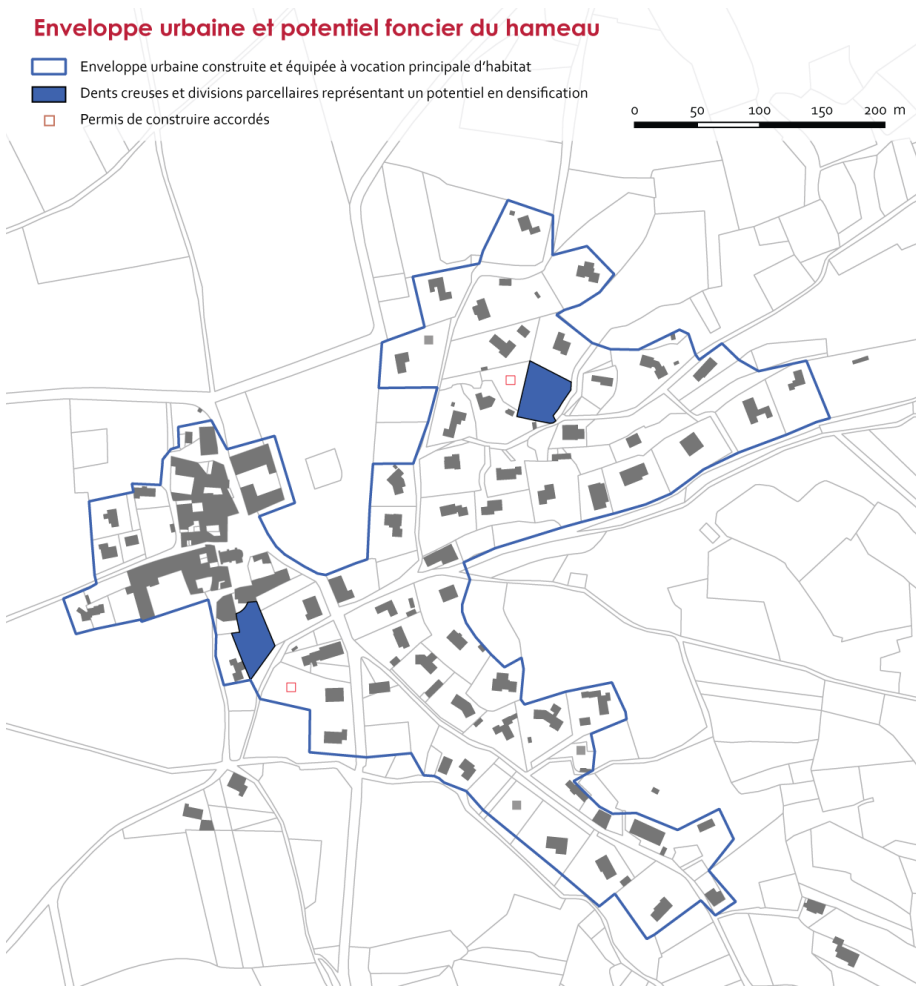 Enveloppe urbaine et potentiel foncier du hameau
Enveloppe urbaine construite et équipée à vocation principale d'habitat
Dents creuses et divisions parcellaires représentant un potentiel en densification
Permis de construire accordés
0 50 100 150 200 m